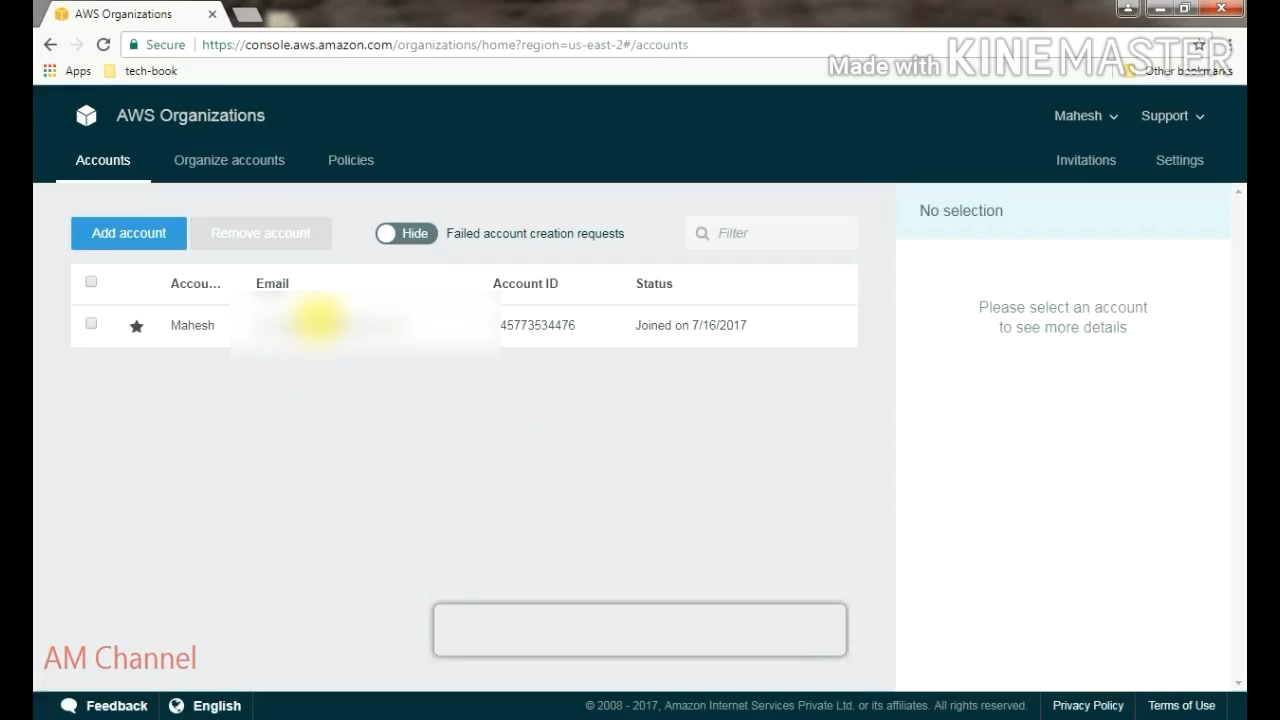 AWS Organizations
Secure https://console.aws.amazon.com/organizations/home?region=us-east-2#/accounts
Made with KINEMASTER
Apps tech-book Other bookmarks
AWS Organizations Mahesh Support
Accounts Organize accounts Policies Invitations Settings
No selection
Add account Remove account Hide Failed account creation requests Filter
Accou... Email Account ID Status
Mahesh 45773534476 Joined on 7/16/2017
Please select an account
to see more details
AM Channel
Feedback English © 2008 - 2017, Amazon Internet Services Private Ltd. or its affiliates. All rights reserved. Privacy Policy Terms of Use